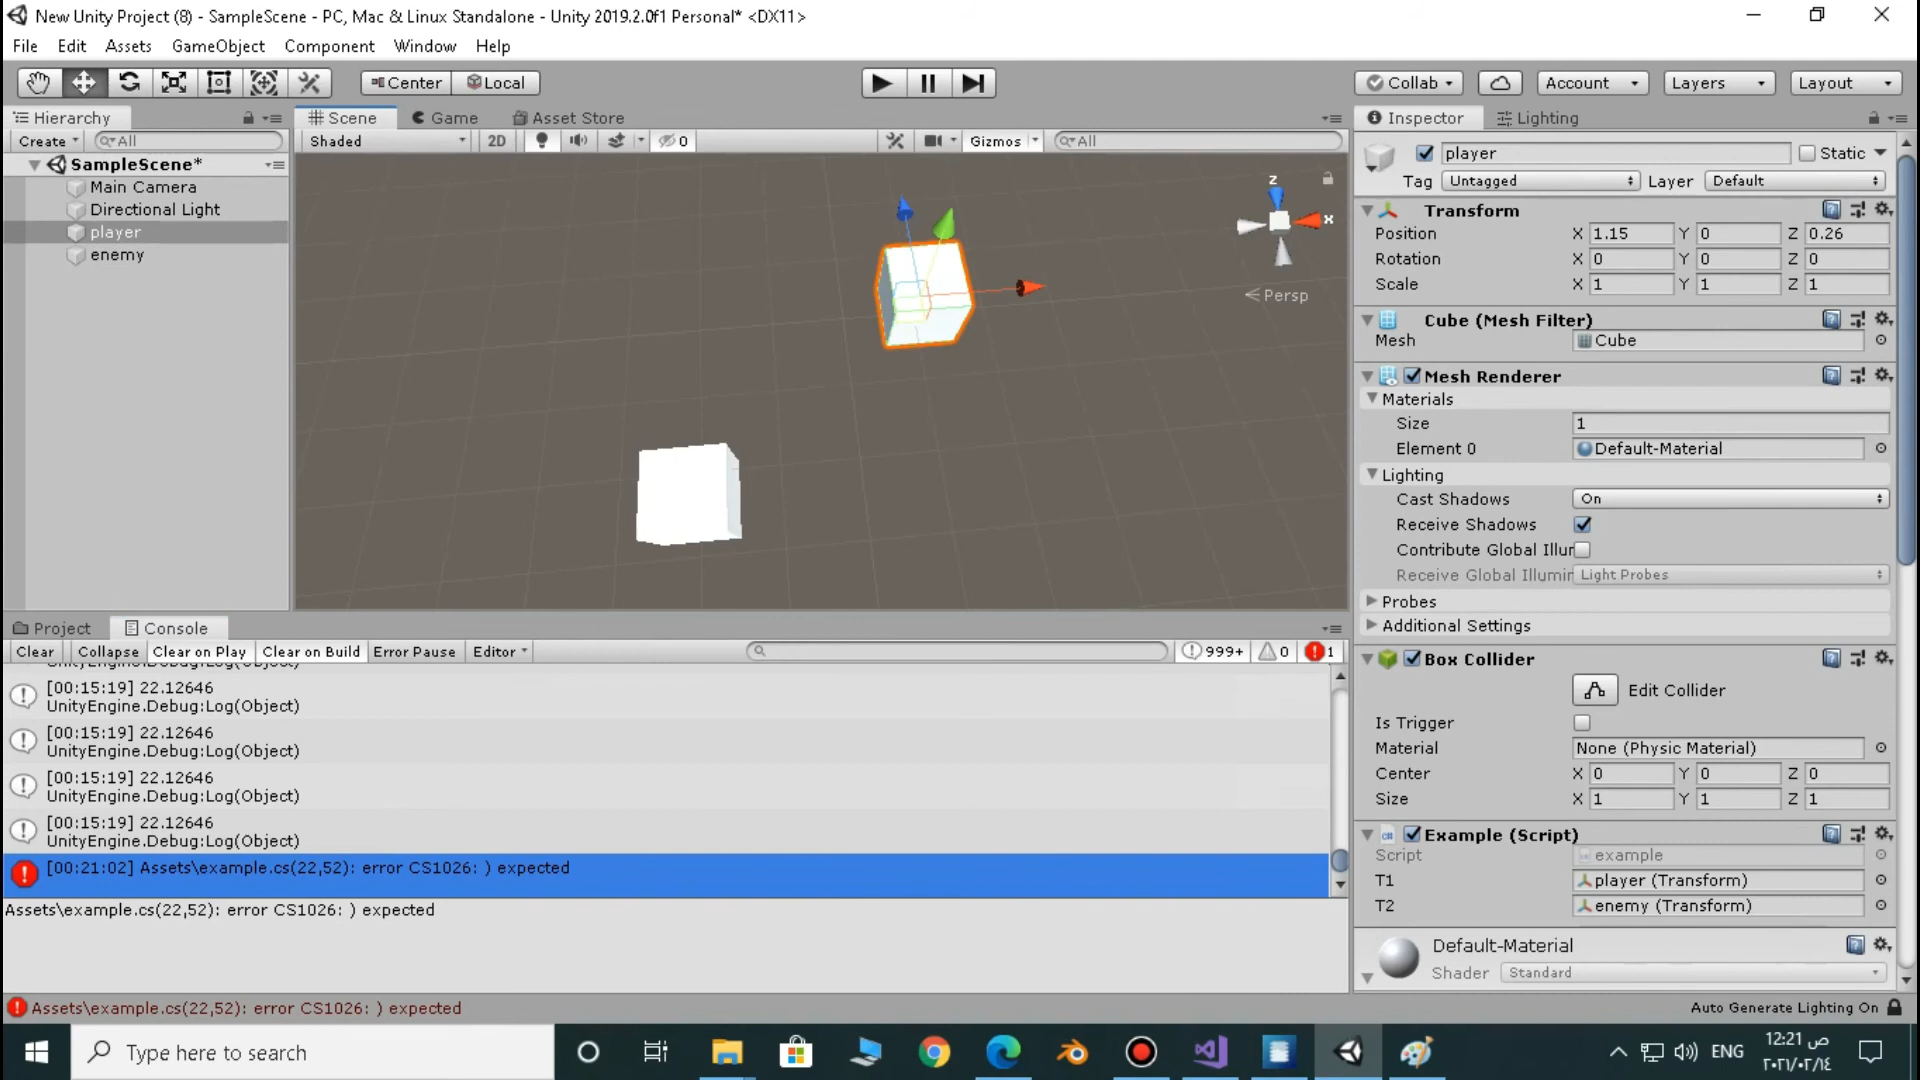 New Unity Project (8) - SampleScene - PC, Mac & Linux Standalone - Unity 2019.2.0f1 Personal* <DX11>
File Edit Assets GameObject Component Window Help
Center Local Collab Account Layers Layout
Hierarchy
Create All
SampleScene*
Main Camera
Directional Light
player
enemy
Scene Game Asset Store
Shaded 2D 0 Gizmos All
z
x
Persp
Inspector Lighting
player Static
Tag Untagged Layer Default
Transform
Position X 1.15 Y 0 Z 0.26
Rotation X 0 Y 0 Z 0
Scale X 1 Y 1 Z 1
Cube (Mesh Filter)
Mesh Cube
Mesh Renderer
Materials
Size 1
Element 0 Default-Material
Lighting
Cast Shadows On
Receive Shadows
Contribute Global Illur
Receive Global Illumir Light Probes
Probes
Additional Settings
Box Collider
Edit Collider
Is Trigger
Material None (Physic Material)
Center X 0 Y 0 Z 0
Size X 1 Y 1 Z 1
Example (Script)
Script example
T1 player (Transform)
T2 enemy (Transform)
Default-Material
Shader Standard
Project Console
Clear Collapse Clear on Play Clear on Build Error Pause Editor 999+ 0 1
UnityEngine.Debug:Log(Object)
[00:15:19] 22.12646
UnityEngine.Debug:Log(Object)
[00:15:19] 22.12646
UnityEngine.Debug:Log(Object)
[00:15:19] 22.12646
UnityEngine.Debug:Log(Object)
[00:15:19] 22.12646
UnityEngine.Debug:Log(Object)
[00:21:02] Assets\example.cs(22,52): error CS1026: ) expected
Assets\example.cs(22,52): error CS1026: ) expected
Assets\example.cs(22,52): error CS1026: ) expected
Auto Generate Lighting On
Type here to search
ENG
12:21 ص
٢٠٢١/٠٢/١٤